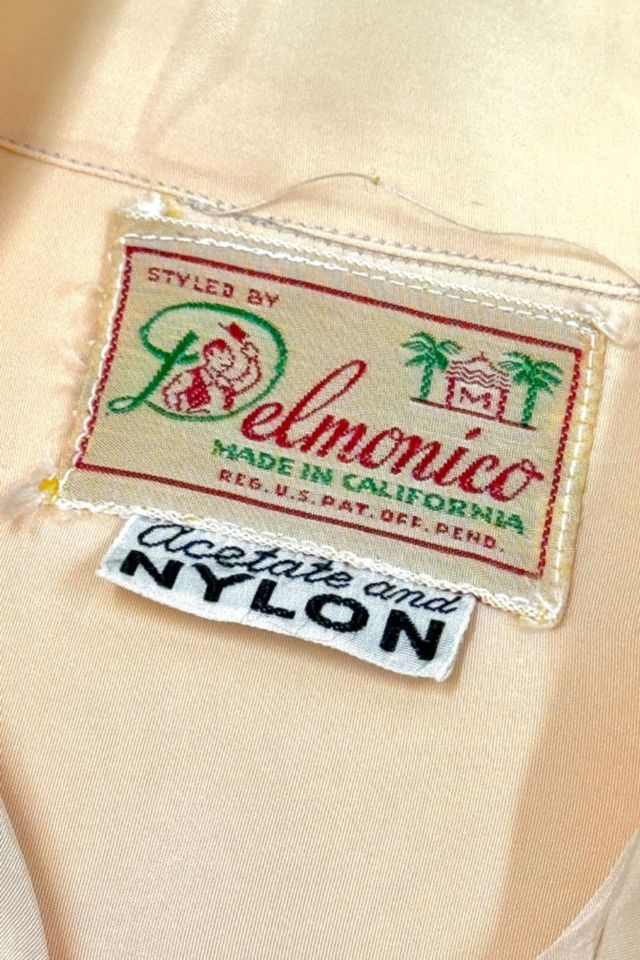 STYLED BY
Delmonico
M
MADE IN CALIFORNIA
REG. U.S. PAT. OFF. PEND.
acetate and
NYLON